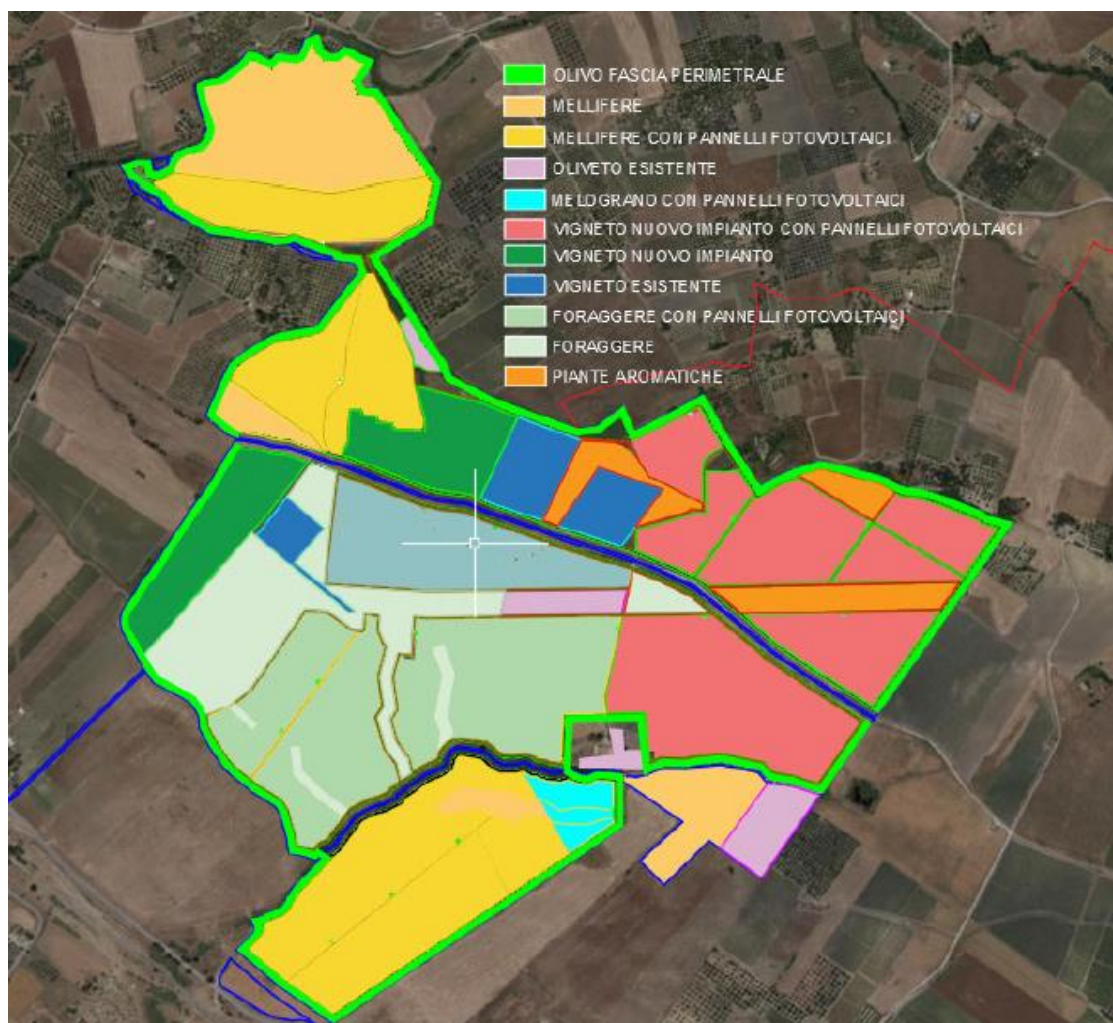 OLIVO FASCIA PERIMETRALE
MELLIFERE
MELLIFERE CON PANNELLI FOTOVOLTAICI
OLIVETO ESISTENTE
MELOGRANO CON PANNELLI FOTOVOLTAICI
VIGNETO NUOVO IMPIANTO CON PANNELLI FOTOVOLTAICI
VIGNETO NUOVO IMPIANTO
VIGNETO ESISTENTE
FORAGGERE CON PANNELLI FOTOVOLTAICI
FORAGGERE
PIANTE AROMATICHE